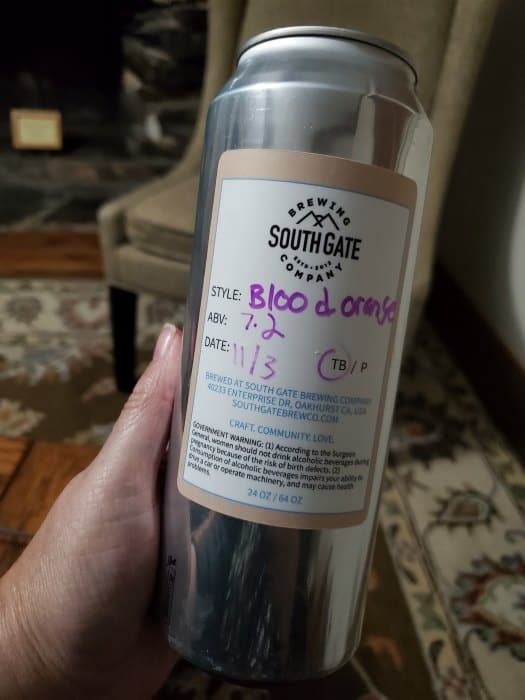 BREWING
SOUTH GATE
ESTD • 2012
COMPANY
STYLE: Blood orange
ABV: 7.2
DATE: 11/3 TB / P
BREWED AT SOUTH GATE BREWING COMPANY
40233 ENTERPRISE DR, OAKHURST CA, USA
SOUTHGATEBREWCO.COM
CRAFT. COMMUNITY. LOVE.
GOVERNMENT WARNING: (1) According to the Surgeon
General, women should not drink alcoholic beverages during
pregnancy because of the risk of birth defects. (2)
Consumption of alcoholic beverages impairs your ability to
drive a car or operate machinery, and may cause health
problems.
24 OZ / 64 OZ